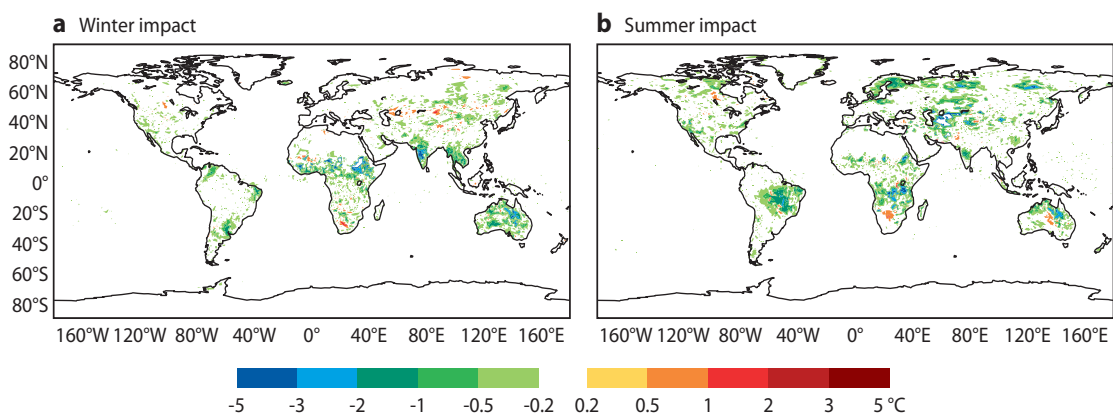 a Winter impact
b Summer impact
80°N
60°N
40°N
20°N
0°
20°S
40°S
60°S
80°S
160°W 120°W 80°W 40°W 0° 40°E 80°E 120°E 160°E
160°W 120°W 80°W 40°W 0° 40°E 80°E 120°E 160°E
-5 -3 -2 -1 -0.5 -0.2 0.2 0.5 1 2 3 5 °C